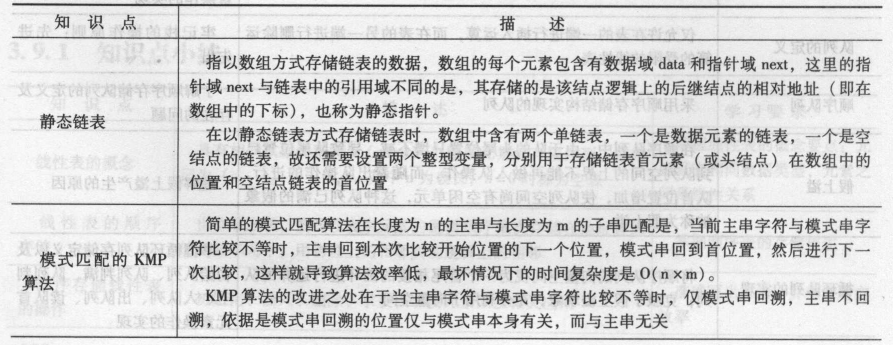 知 识 点
描 述
静态链表
指以数组方式存储链表的数据，数组的每个元素包含有数据域 data 和指针域 next，这里的指
针域 next 与链表中的引用域不同的是，其存储的是该结点逻辑上的后继结点的相对地址（即在
数组中的下标），也称为静态指针。
在以静态链表方式存储链表时，数组中含有两个单链表，一个是数据元素的链表，一个是空
结点的链表，故还需要设置两个整型变量，分别用于存储链表首元素（或头结点）在数组中的
位置和空结点链表的首位置
模式匹配的 KMP
算法
简单的模式匹配算法在长度为 n 的主串与长度为 m 的子串匹配是，当前主串字符与模式串字
符比较不等时，主串回到本次比较开始位置的下一个位置，模式串回到首位置，然后进行下一
次比较，这样就导致算法效率低，最坏情况下的时间复杂度是 O(n×m)。
KMP 算法的改进之处在于当主串字符与模式串字符比较不等时，仅模式串回溯，主串不回
溯，依据是模式串回溯的位置仅与模式串本身有关，而与主串无关